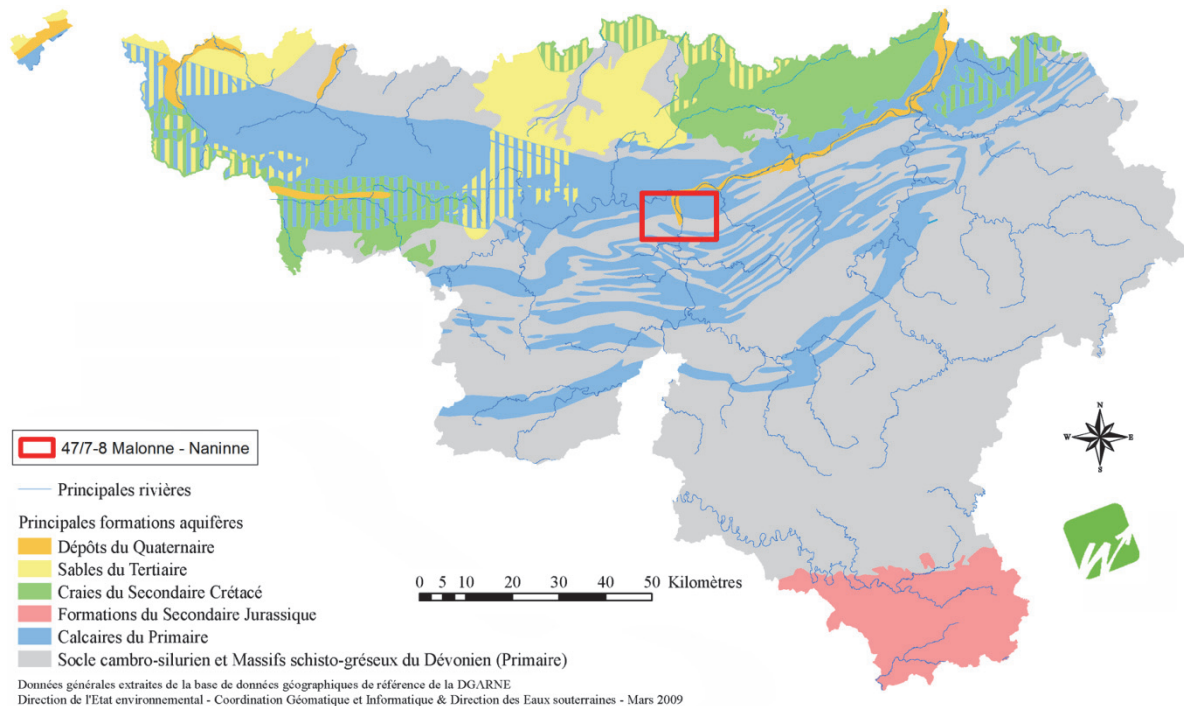 47/7-8 Malonne - Naninne
Principales rivières
Principales formations aquifères
Dépôts du Quaternaire
Sables du Tertiaire
Craies du Secondaire Crétacé
Formations du Secondaire Jurassique
Calcaires du Primaire
Socle cambro-silurien et Massifs schisto-gréseux du Dévonien (Primaire)
0 5 10 20 30 40 50 Kilomètres
N
W E
S
Données générales extraites de la base de données géographiques de référence de la DGARNE
Direction de l'Etat environnemental - Coordination Géomatique et Informatique & Direction des Eaux souterraines - Mars 2009